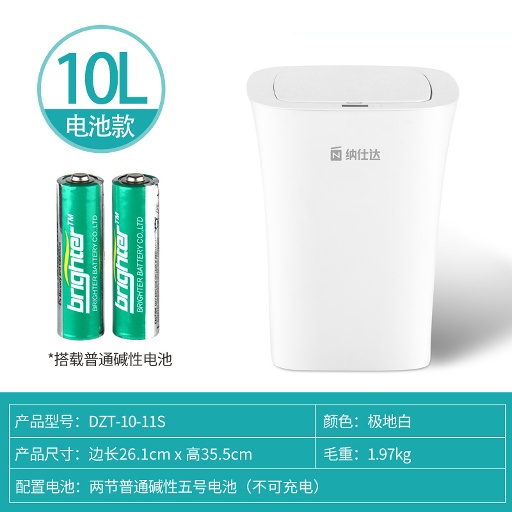 10L
电池款
纳仕达
brighter™
BRIGHTER BATTERY CO.,LTD
brighter™
BRIGHTER BATTERY CO.,LTD
*搭载普通碱性电池
产品型号：DZT-10-11S
颜色：极地白
产品尺寸：边长26.1cm x 高35.5cm
毛重：1.97kg
配置电池：两节普通碱性五号电池（不可充电）